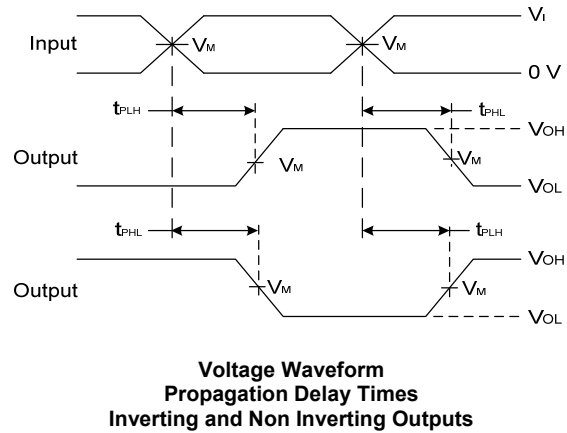 VI
Input VM VM
0 V
tPLH tPHL
VOH
Output VM VM
VOL
tPHL tPLH
VOH
Output VM VM
VOL
Voltage Waveform
Propagation Delay Times
Inverting and Non Inverting Outputs